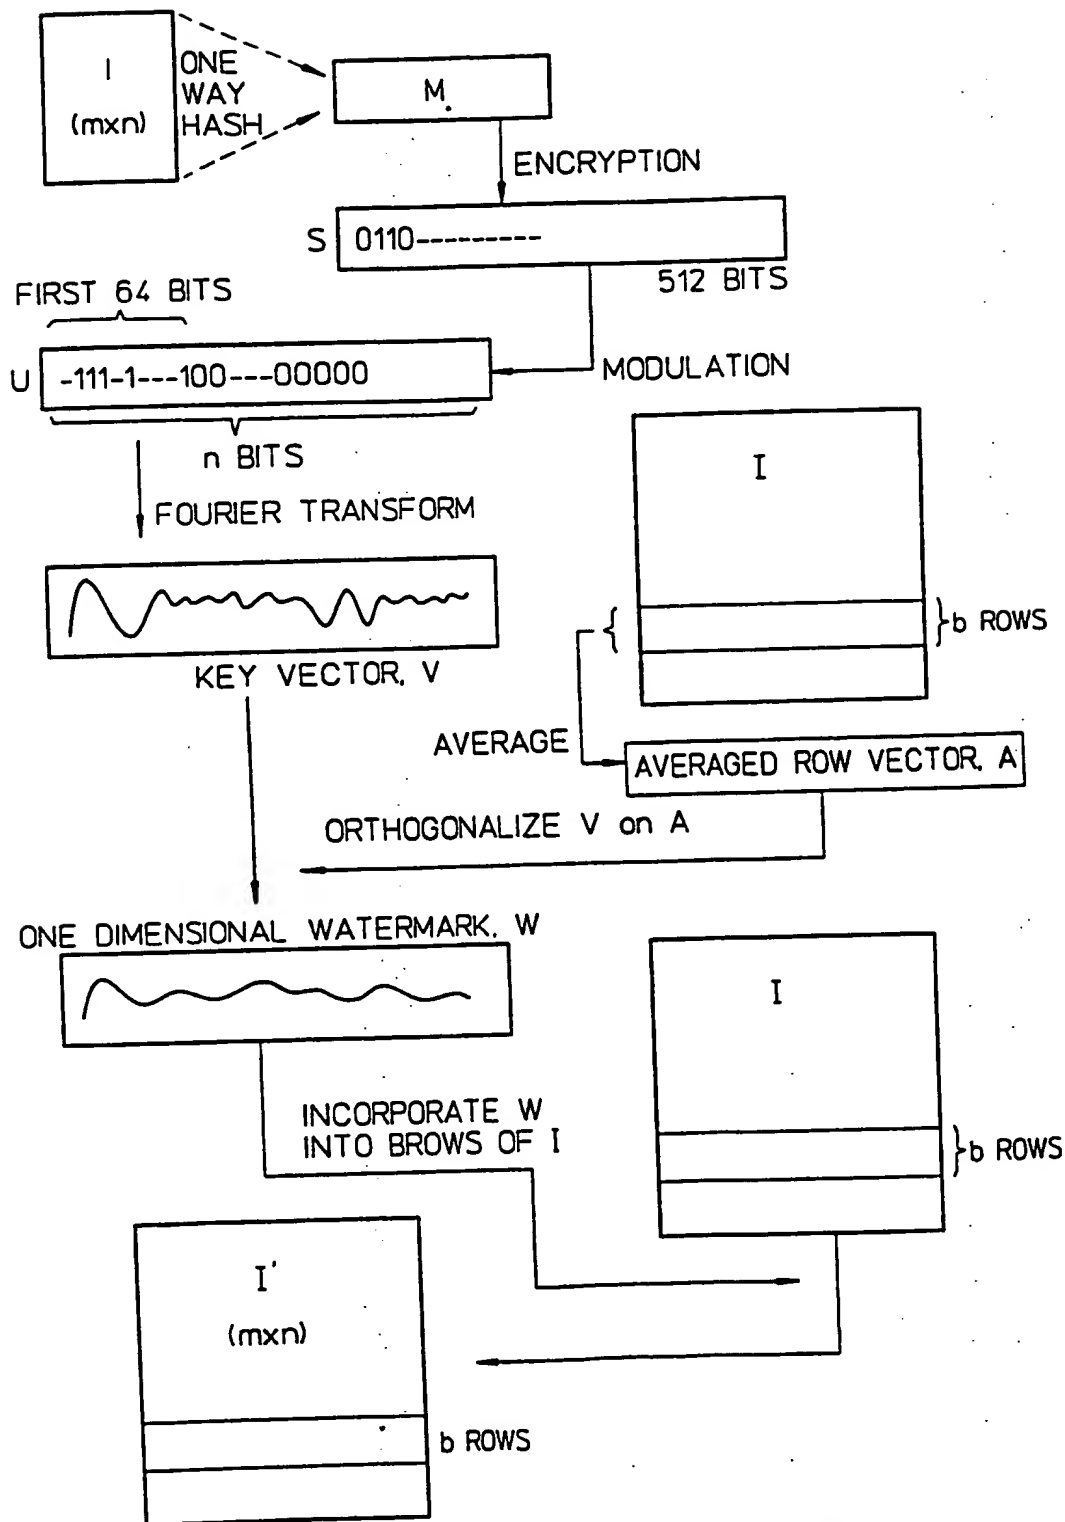 I
(mxn)
ONE
WAY
HASH
M.
ENCRYPTION
S
0110----------
512 BITS
FIRST 64 BITS
U
-111-1---100---00000
MODULATION
n BITS
FOURIER TRANSFORM
I
b ROWS
KEY VECTOR, V
AVERAGE
AVERAGED ROW VECTOR, A
ORTHOGONALIZE V on A
ONE DIMENSIONAL WATERMARK, W
I
INCORPORATE W
INTO BROWS OF I
b ROWS
I'
(mxn)
b ROWS